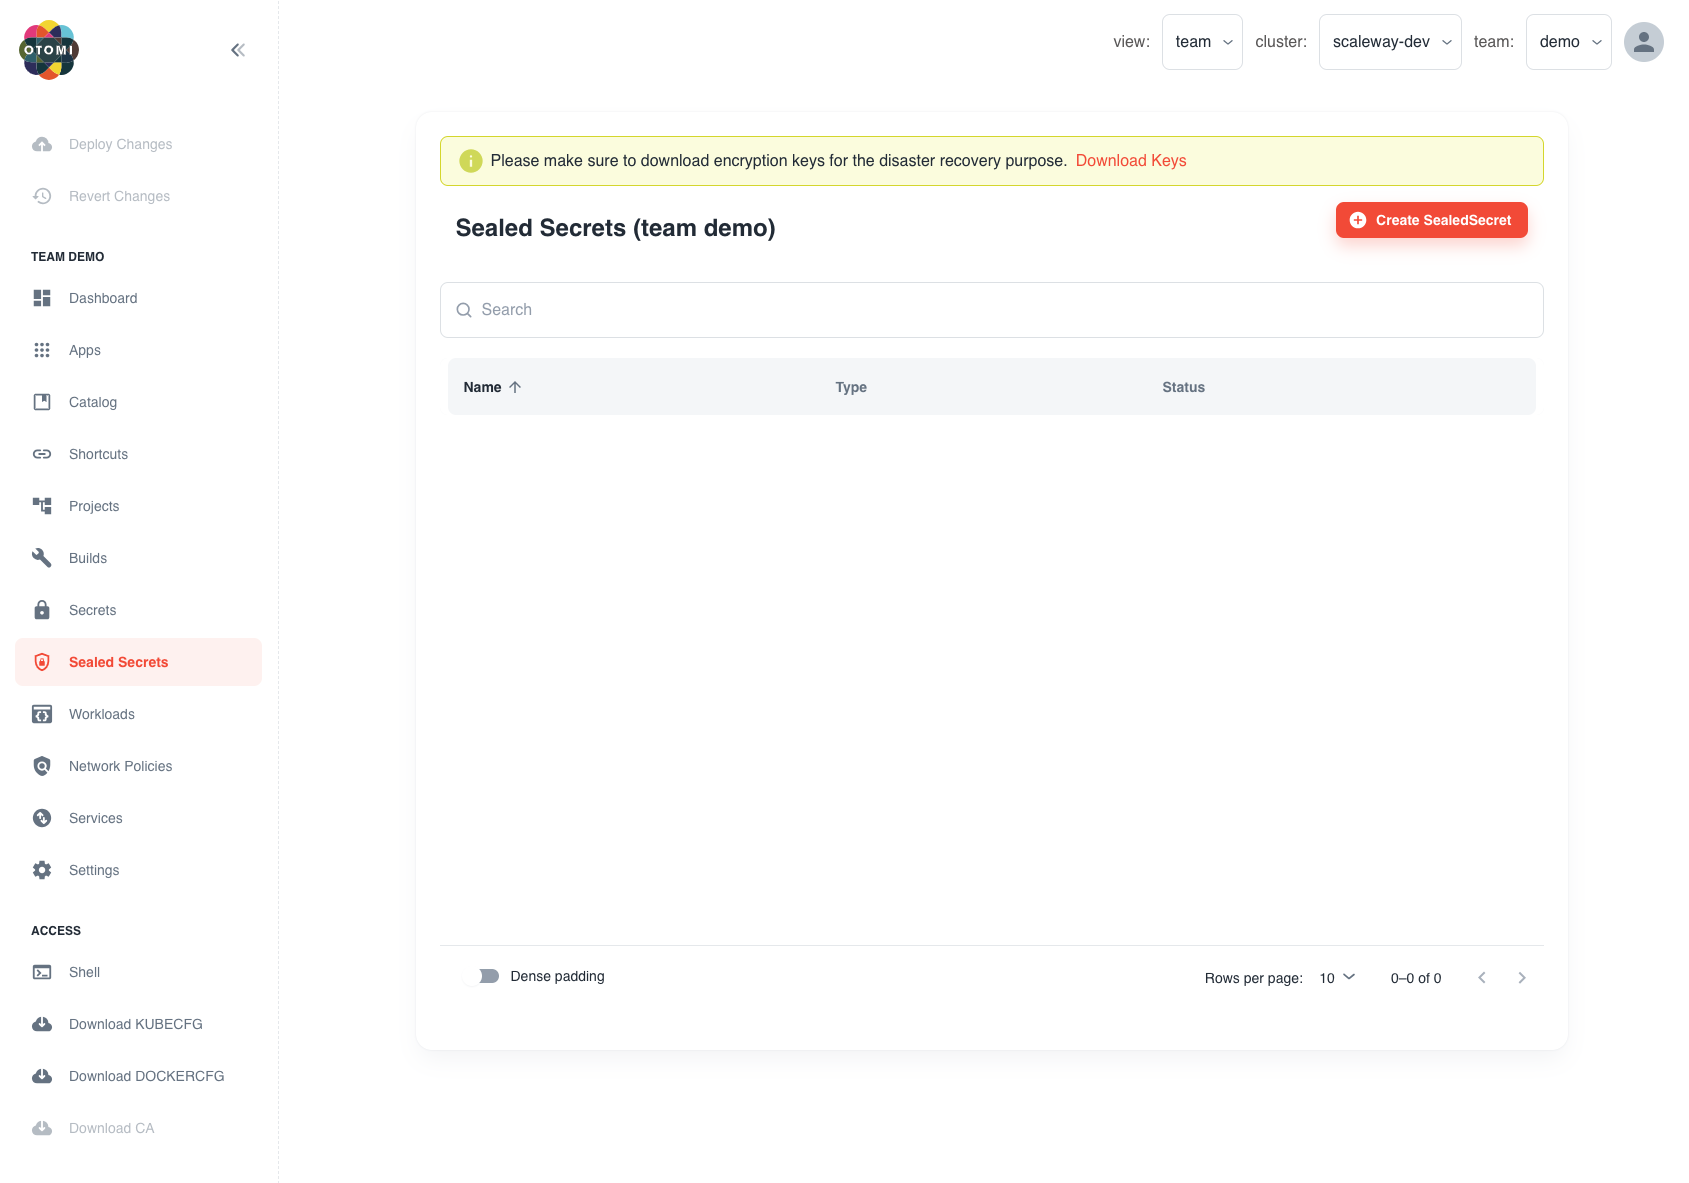 OTOMI
view: team cluster: scaleway-dev team: demo
Deploy Changes
Revert Changes
TEAM DEMO
Dashboard
Apps
Catalog
Shortcuts
Projects
Builds
Secrets
Sealed Secrets
Workloads
Network Policies
Services
Settings
ACCESS
Shell
Download KUBECFG
Download DOCKERCFG
Download CA
Please make sure to download encryption keys for the disaster recovery purpose. Download Keys
Sealed Secrets (team demo)
Create SealedSecret
Search
Name Type Status
Dense padding
Rows per page: 10 0–0 of 0